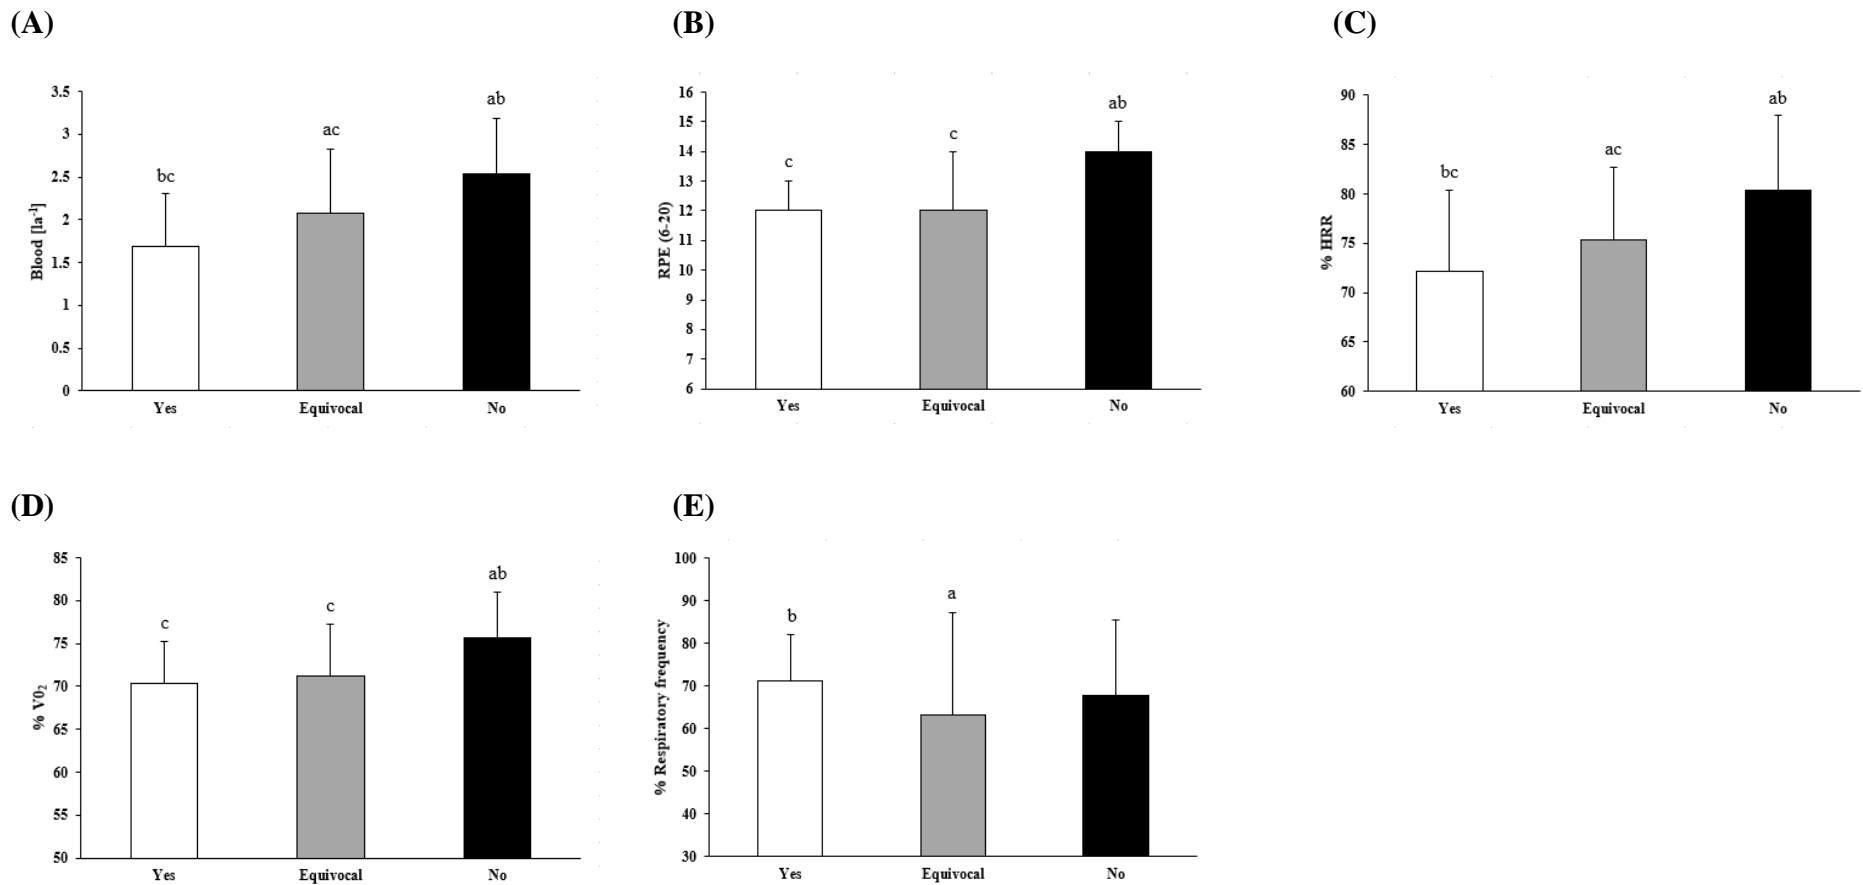 (A)
(B)
(C)
Blood [la-1]
3.5
3
2.5
2
1.5
1
0.5
0
bc
ac
ab
Yes
Equivocal
No
RPE (6-20)
16
15
14
13
12
11
10
9
8
7
6
c
c
ab
Yes
Equivocal
No
% HRR
90
85
80
75
70
65
60
bc
ac
ab
Yes
Equivocal
No
(D)
(E)
% V02
85
80
75
70
65
60
55
50
c
c
ab
Yes
Equivocal
No
% Respiratory frequency
100
90
80
70
60
50
40
30
b
a
Yes
Equivocal
No